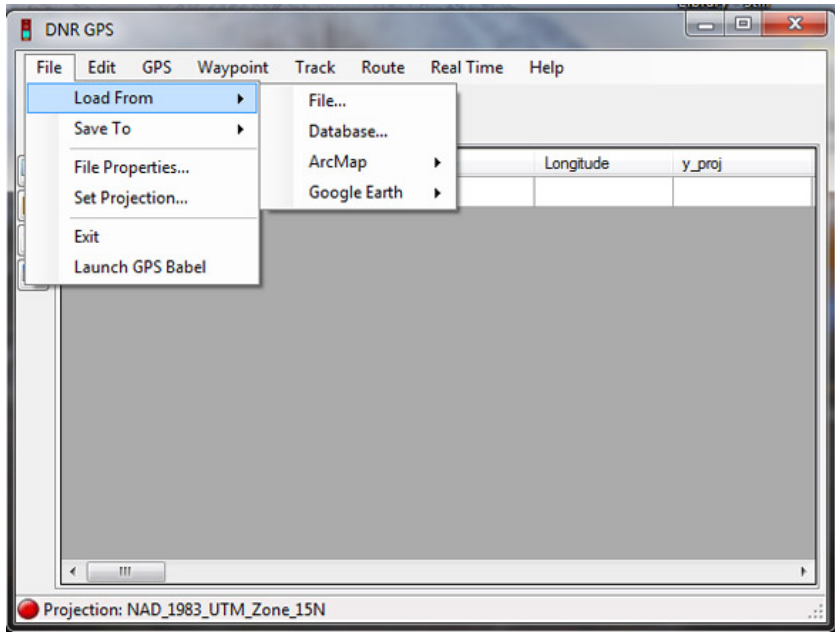 DNR GPS
File Edit GPS Waypoint Track Route Real Time Help
Load From
File...
Save To
Database...
File Properties...
ArcMap
Longitude y_proj
Set Projection...
Google Earth
Exit
Launch GPS Babel
Projection: NAD_1983_UTM_Zone_15N